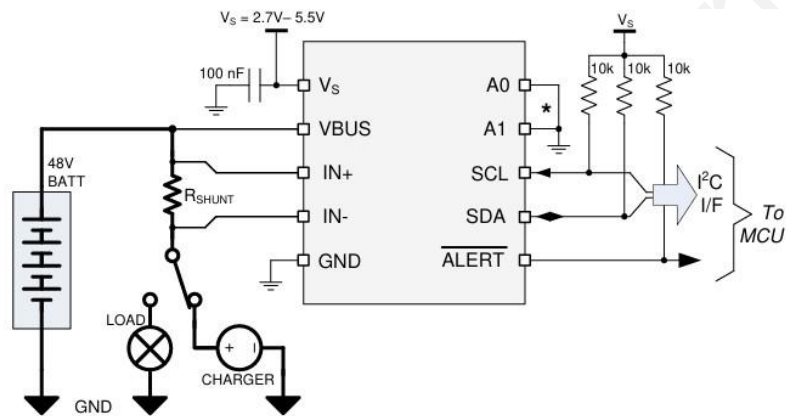 V_S = 2.7V– 5.5V
V_S
100 nF
10k
10k
10k
V_S
A0
*
VBUS
A1
48V
BATT
IN+
SCL
I²C
I/F
R_SHUNT
IN-
SDA
To
MCU
GND
ALERT
LOAD
+
I
CHARGER
GND